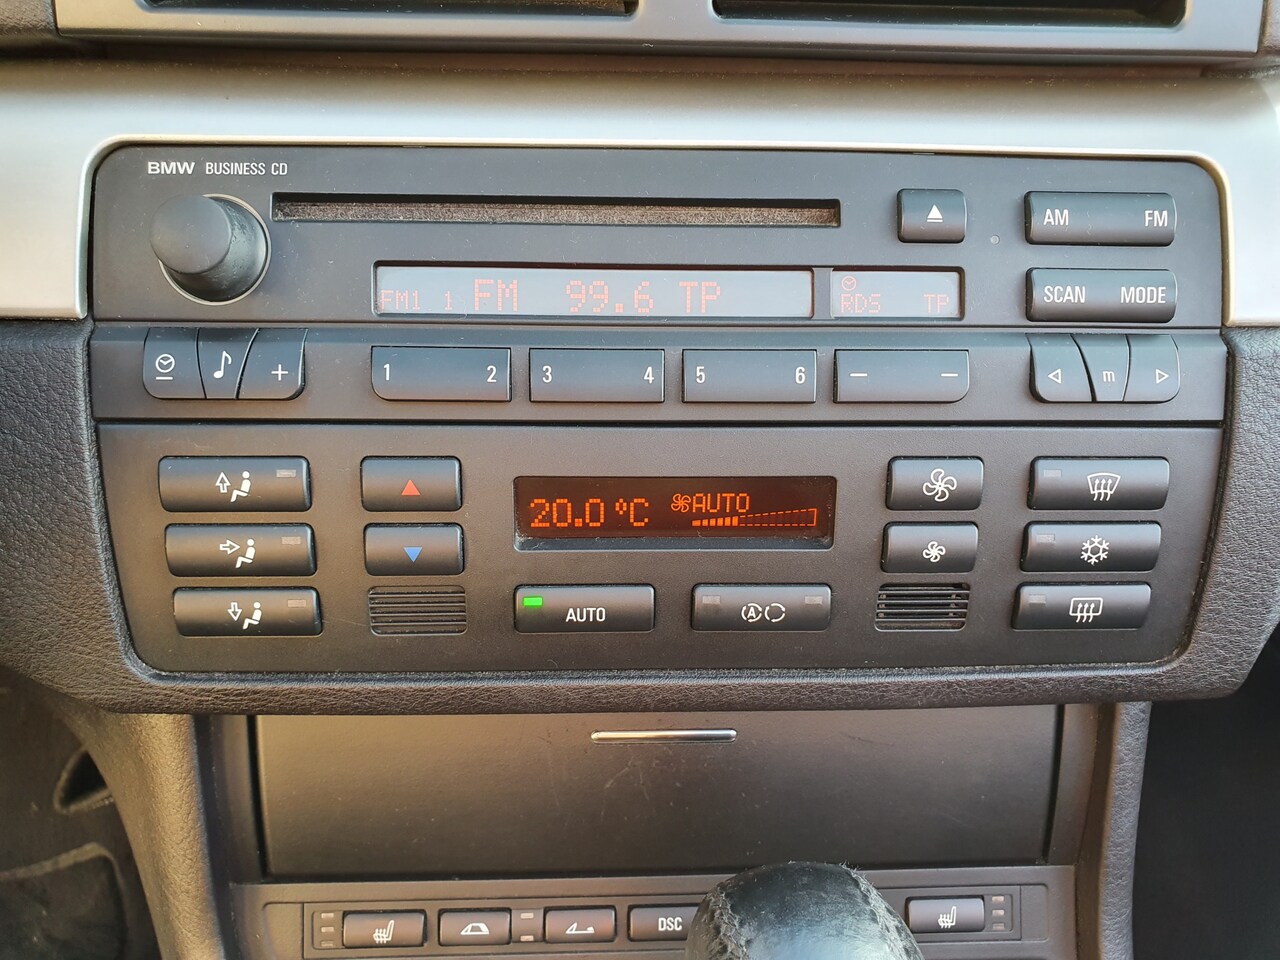 BMW BUSINESS CD
AM FM
FM1 1 FM 99.6 TP
RDS TP
SCAN MODE
+
1 2
3 4
5 6
– –
m
20.0 ºC AUTO
AUTO
A
DSC